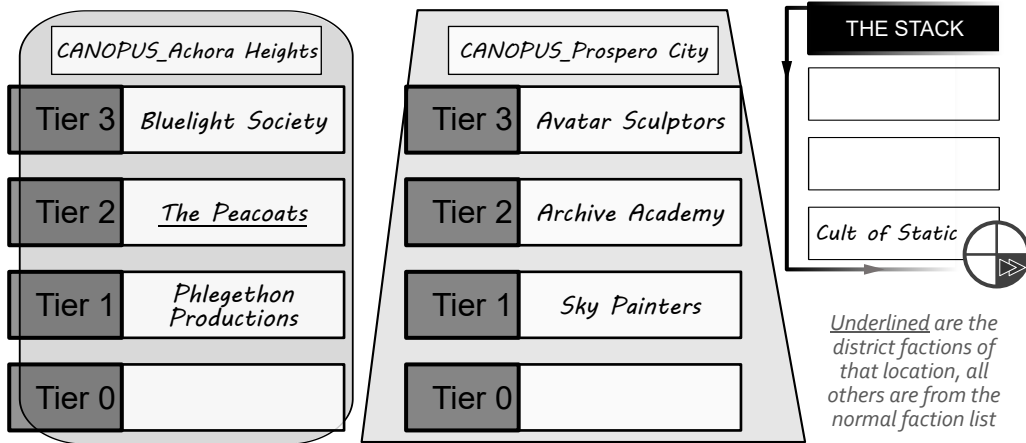 CANOPUS_Achora Heights
Tier 3 Bluelight Society
Tier 2 The Peacoats
Tier 1 Phlegethon
Productions
Tier 0
CANOPUS_Prospero City
Tier 3 Avatar Sculptors
Tier 2 Archive Academy
Tier 1 Sky Painters
Tier 0
THE STACK
Cult of Static
Underlined are the
district factions of
that location, all
others are from the
normal faction list